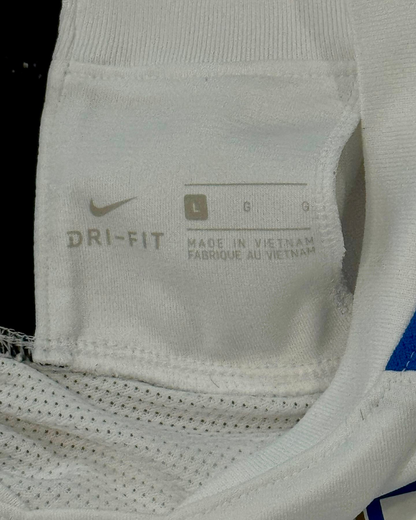 L G G
DRI-FIT
MADE IN VIETNAM
FABRIQUE AU VIETNAM